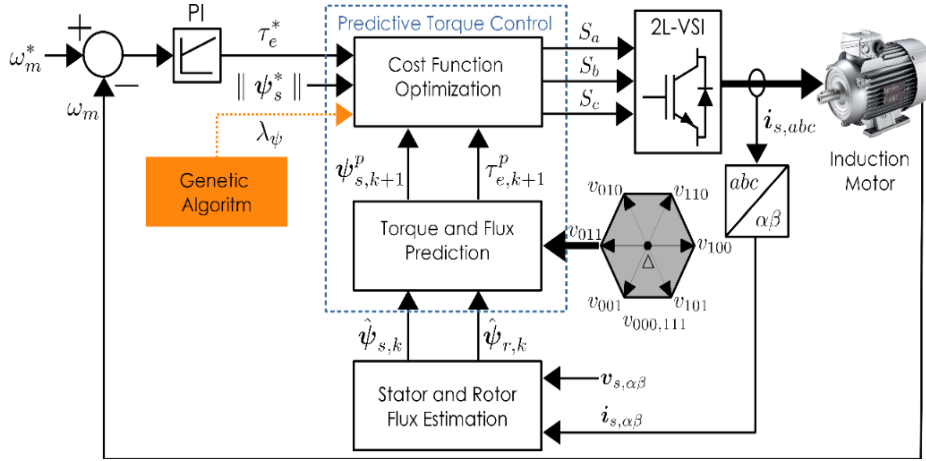 Predictive Torque Control
PI
2L-VSI
ω*m
τ*e
Cost Function
Optimization
Sa
Sb
Sc
‖ ψ*s ‖
ωm
λψ
is,abc
Induction
Motor
Genetic
Algoritm
ψ^p s,k+1
τ^p e,k+1
abc
αβ
Torque and Flux
Prediction
v010
v110
v011
v100
Δ
v001
v101
v000,111
ψ̂s,k
ψ̂r,k
Stator and Rotor
Flux Estimation
vs,αβ
is,αβ